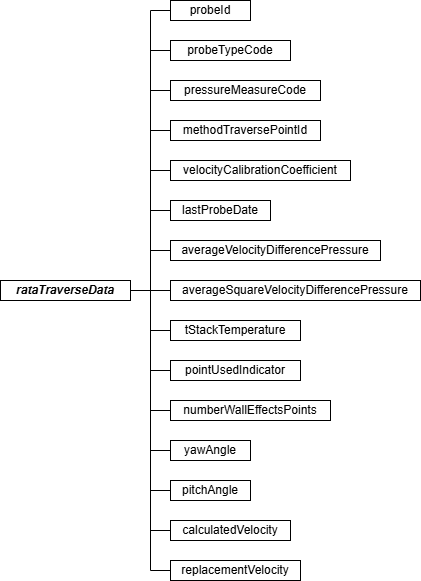 probeId
probeTypeCode
pressureMeasureCode
methodTraversePointId
velocityCalibrationCoefficient
lastProbeDate
averageVelocityDifferencePressure
rataTraverseData
averageSquareVelocityDifferencePressure
tStackTemperature
pointUsedIndicator
numberWallEffectsPoints
yawAngle
pitchAngle
calculatedVelocity
replacementVelocity